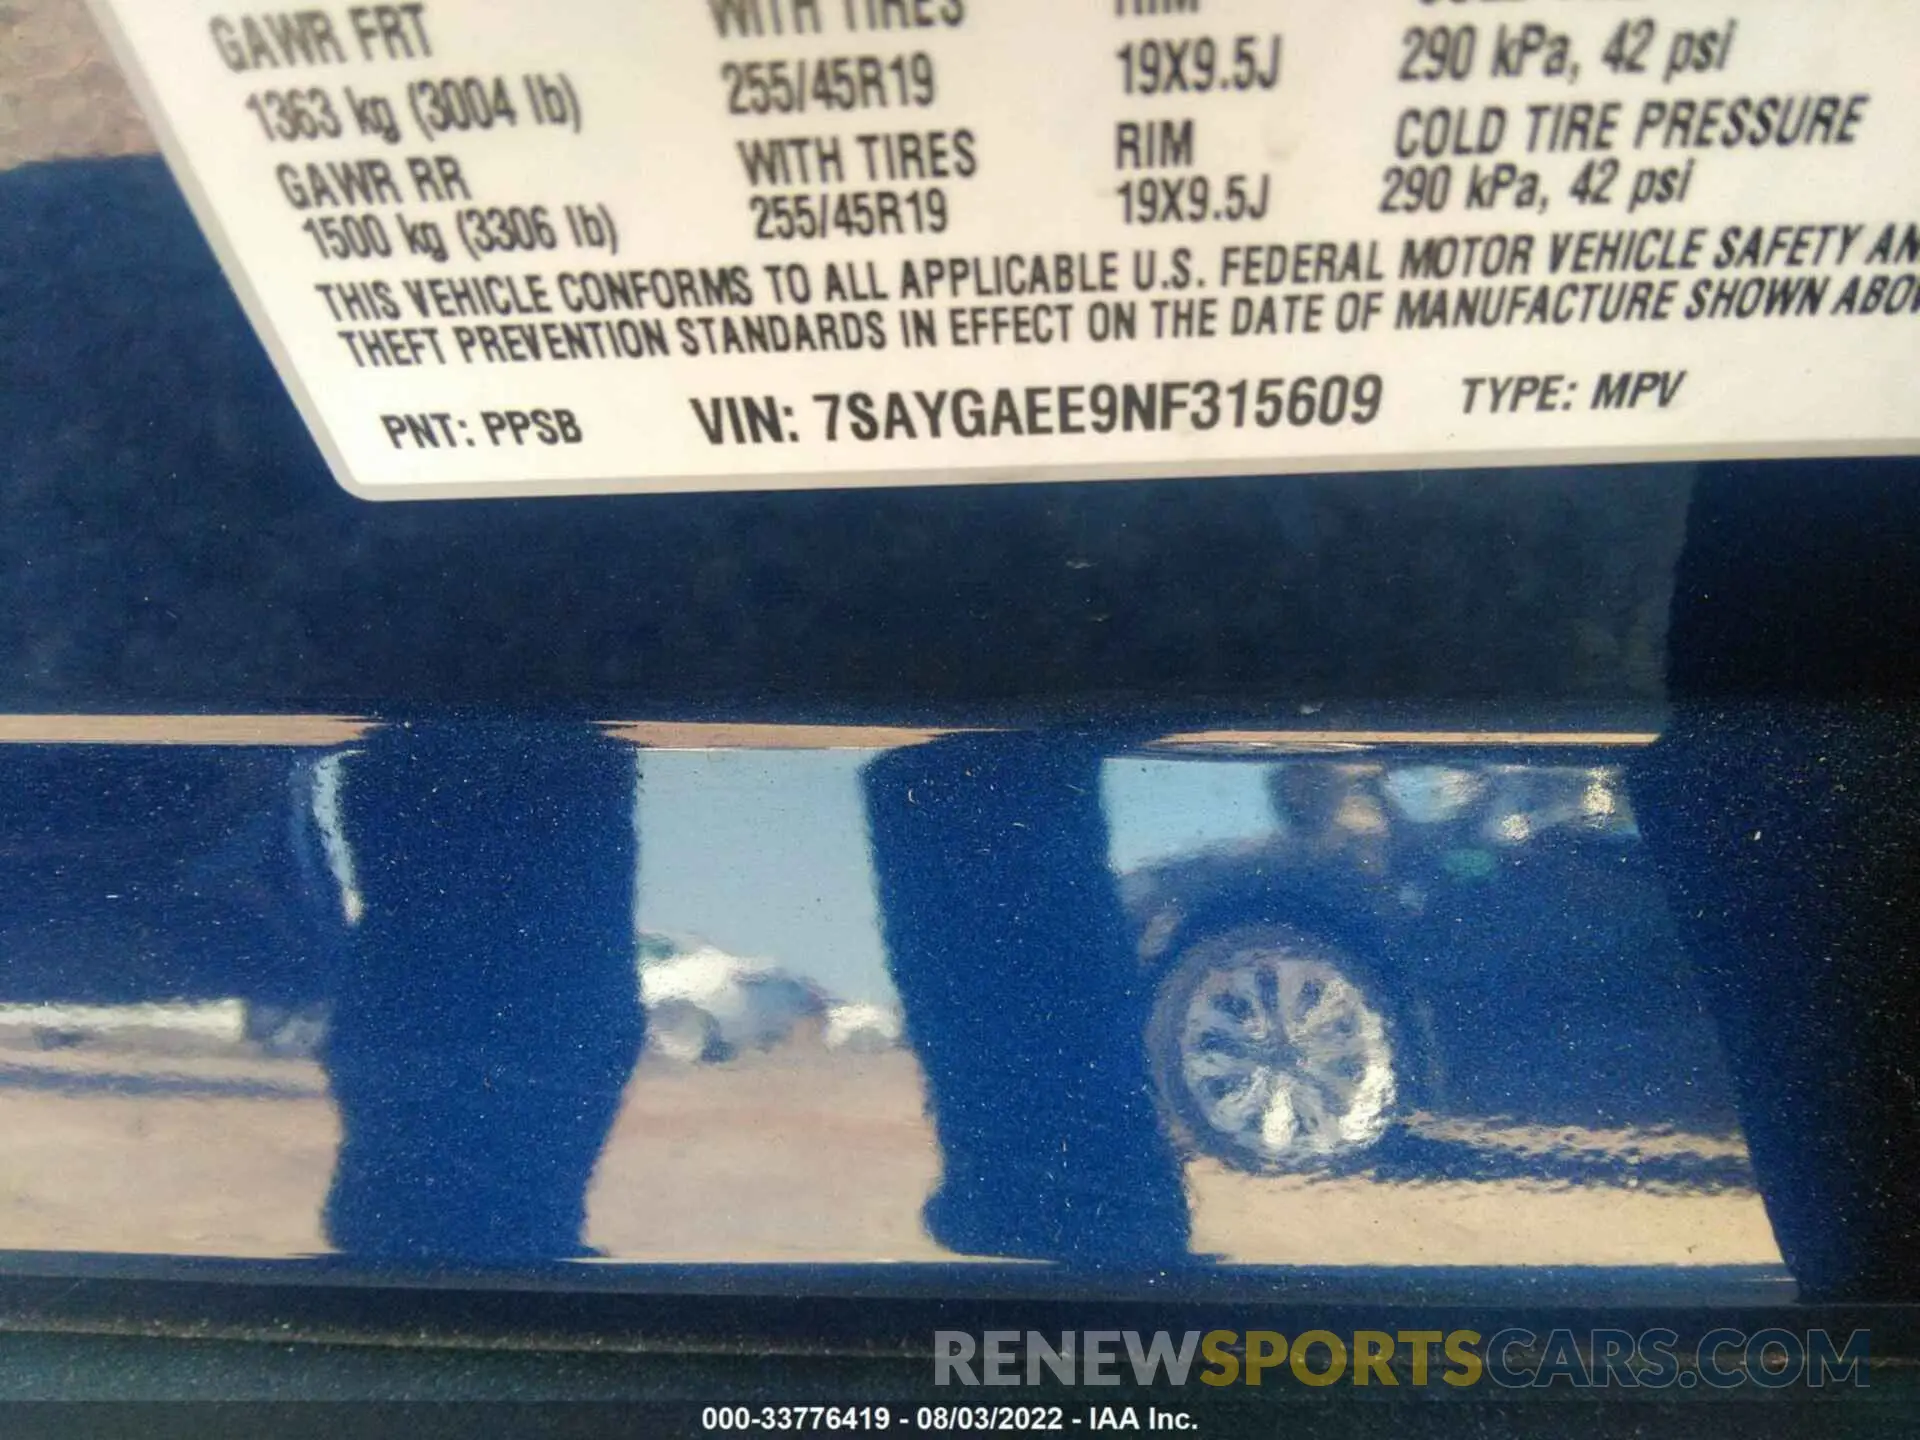 GAWR FRT WITH TIRES RIM
1363 kg (3004 lb) 255/45R19 19X9.5J 290 kPa, 42 psi
GAWR RR WITH TIRES RIM COLD TIRE PRESSURE
1500 kg (3306 lb) 255/45R19 19X9.5J 290 kPa, 42 psi
THIS VEHICLE CONFORMS TO ALL APPLICABLE U.S. FEDERAL MOTOR VEHICLE SAFETY AN
THEFT PREVENTION STANDARDS IN EFFECT ON THE DATE OF MANUFACTURE SHOWN ABO
PNT: PPSB VIN: 7SAYGAEE9NF315609 TYPE: MPV
RENEWSPORTSCARS.COM
000-33776419 - 08/03/2022 - IAA Inc.